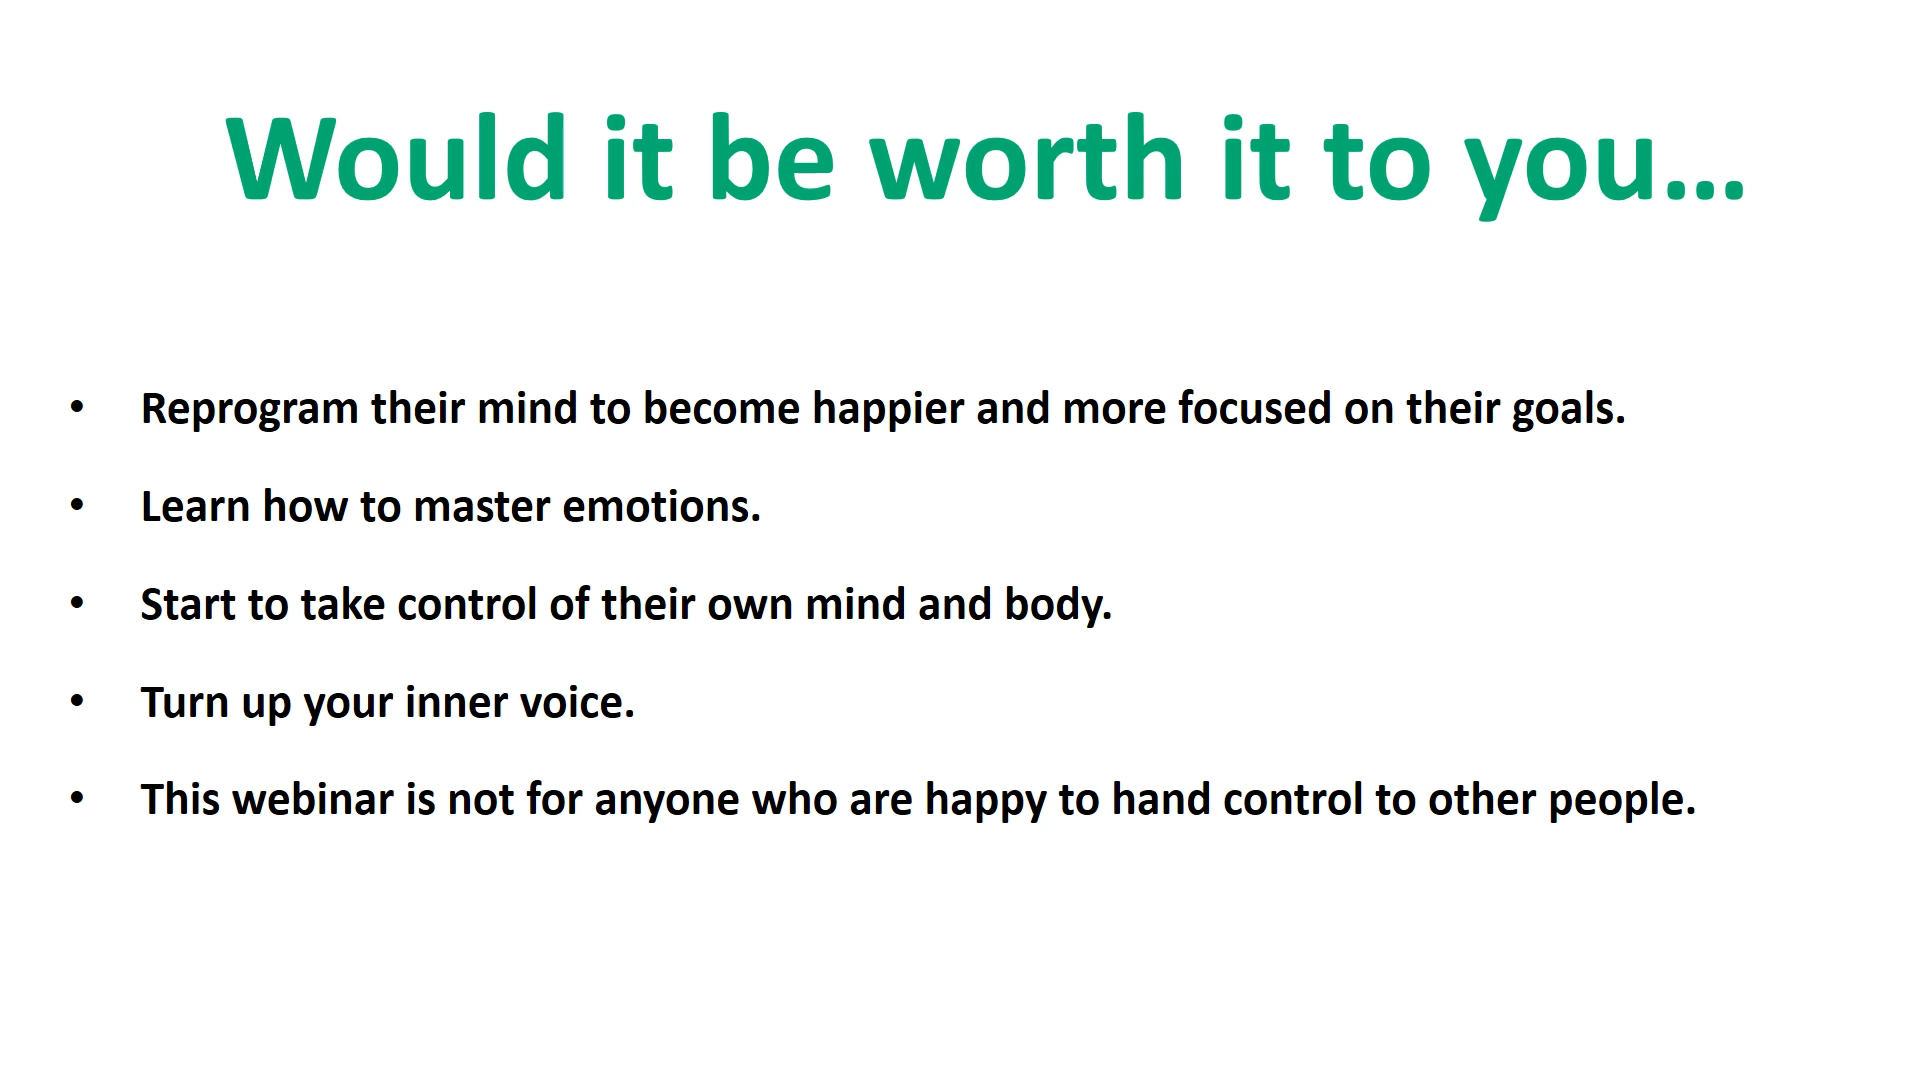 Would it be worth it to you...
• Reprogram their mind to become happier and more focused on their goals.
• Learn how to master emotions.
• Start to take control of their own mind and body.
• Turn up your inner voice.
• This webinar is not for anyone who are happy to hand control to other people.